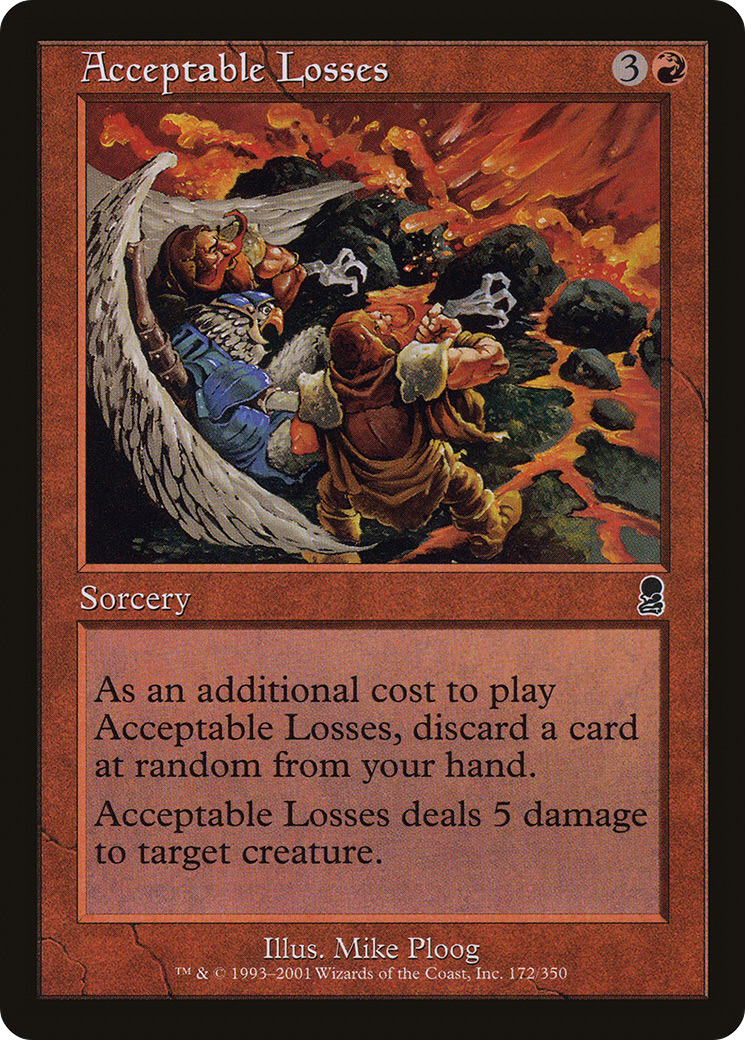 Acceptable Losses 3
Sorcery
As an additional cost to play
Acceptable Losses, discard a card
at random from your hand.
Acceptable Losses deals 5 damage
to target creature.
Illus. Mike Ploog
™ & © 1993–2001 Wizards of the Coast, Inc. 172/350